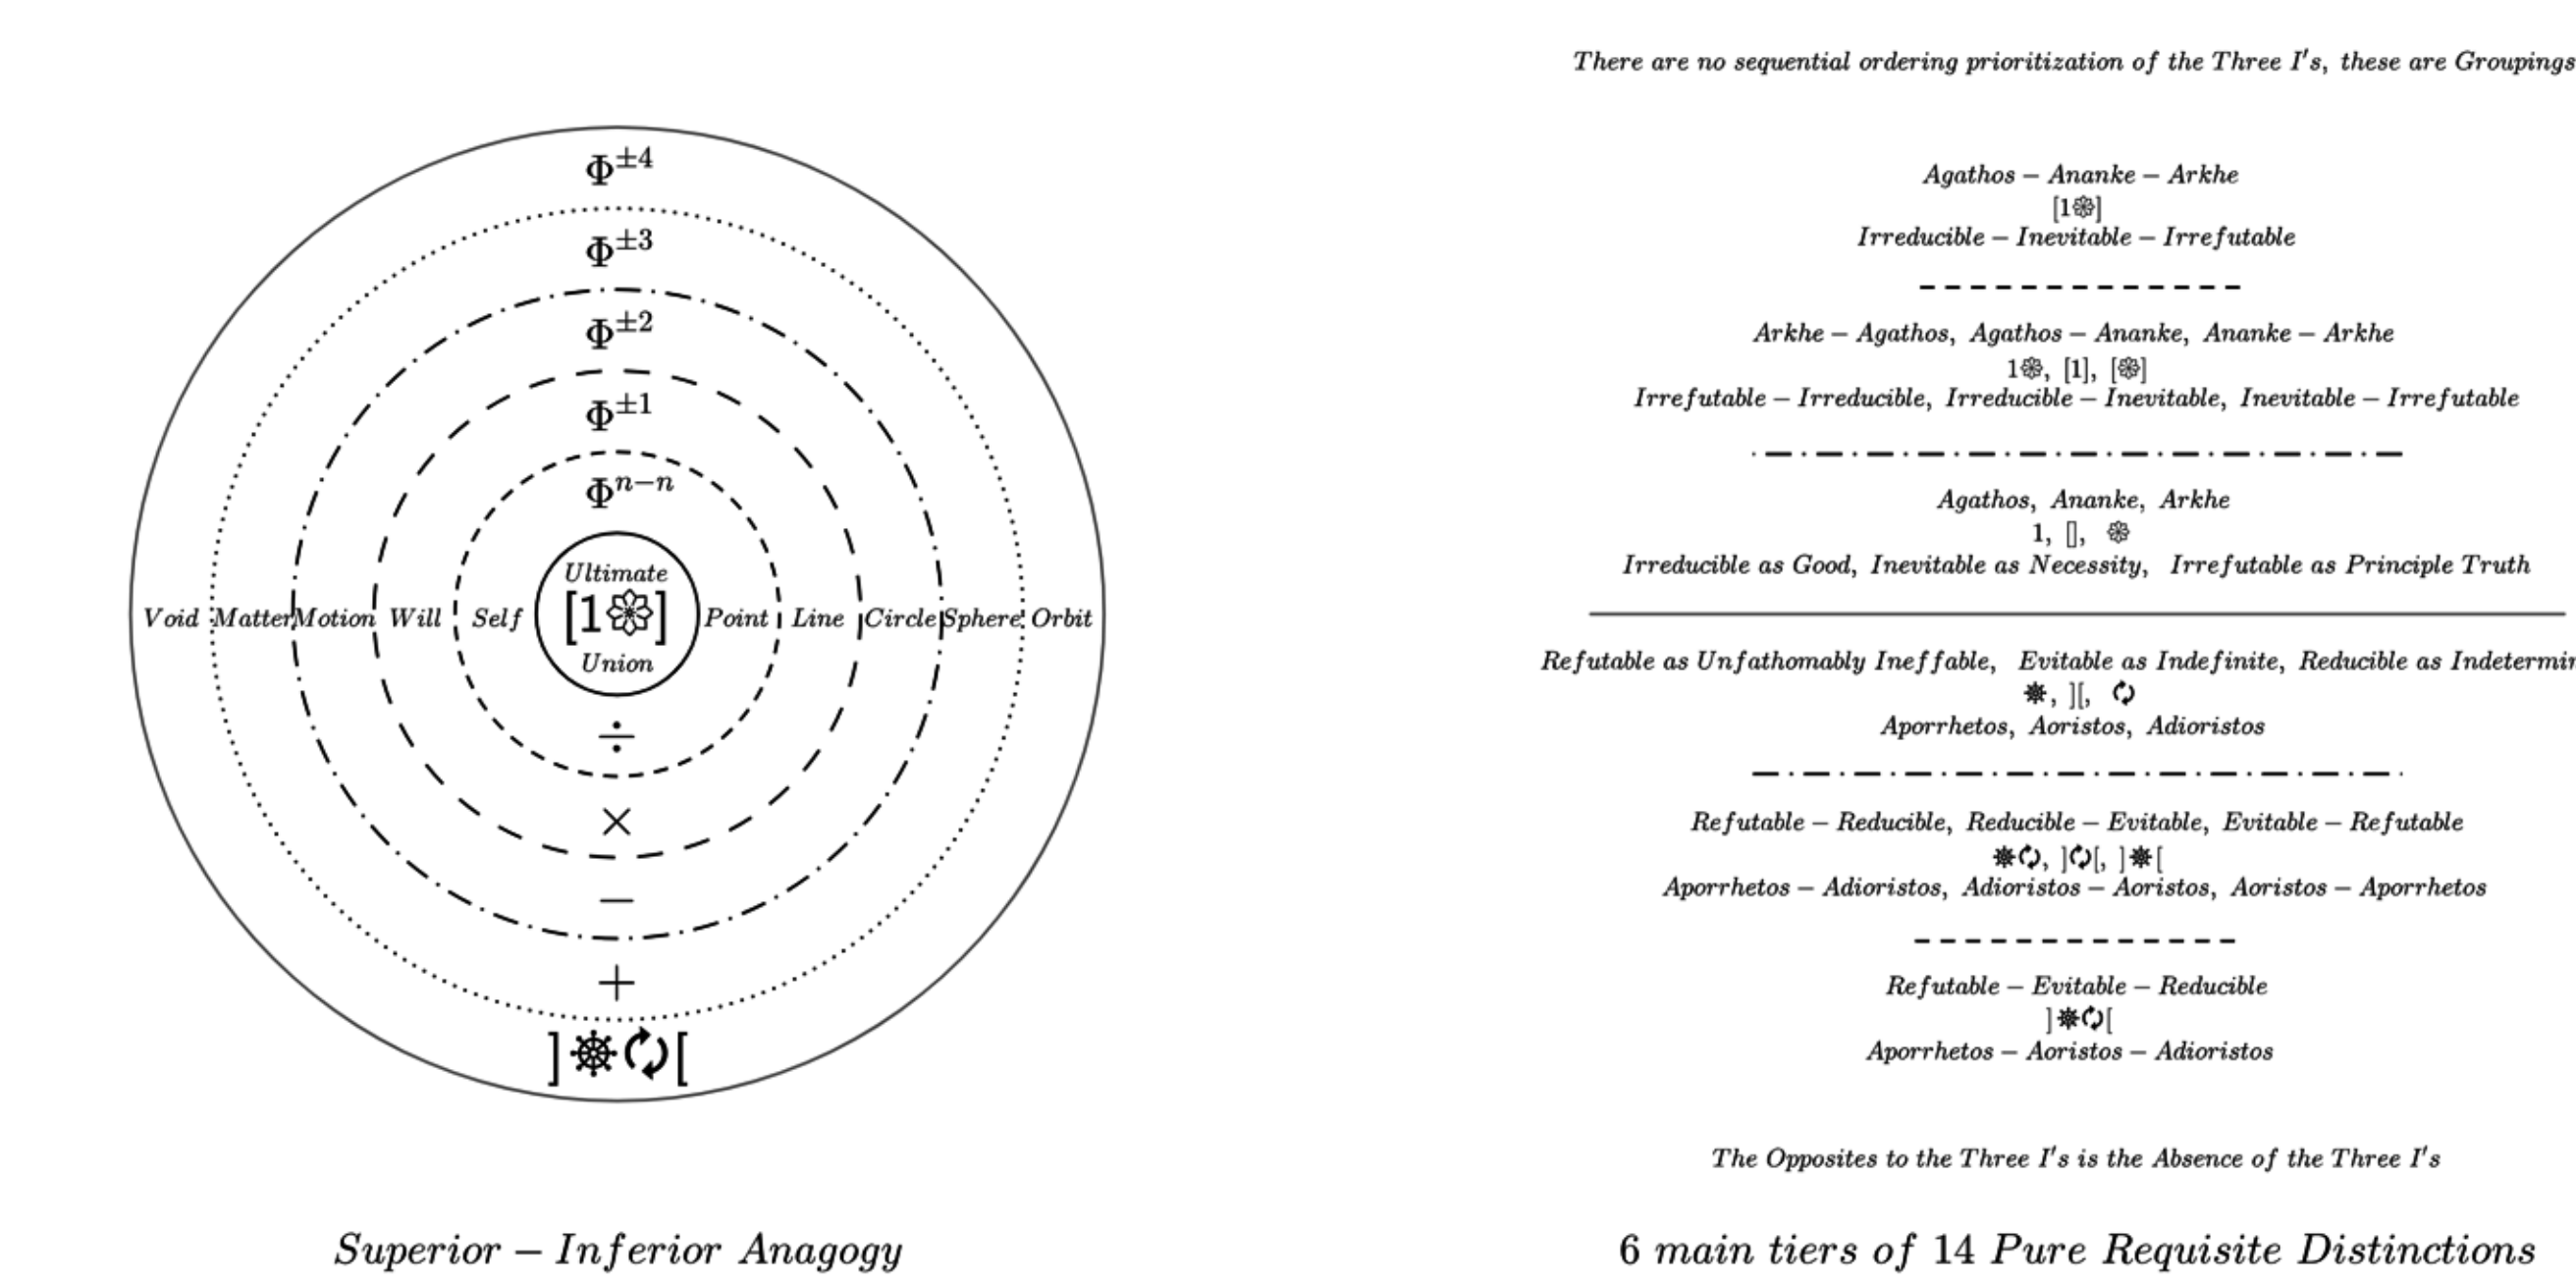 Φ±4
Φ±3
Φ±2
Φ±1
Φn−n
Ultimate
Void Matter Motion Will Self [1❁] Point Line Circle Sphere Orbit
Union
÷
×
−
+
]⎈🗘[
Superior − Inferior Anagogy
There are no sequential ordering prioritization of the Three I's, these are Groupings
Agathos − Ananke − Arkhe
[1❁]
Irreducible − Inevitable − Irrefutable
Arkhe − Agathos, Agathos − Ananke, Ananke − Arkhe
1❁, [1], [❁]
Irrefutable − Irreducible, Irreducible − Inevitable, Inevitable − Irrefutable
Agathos, Ananke, Arkhe
1, [], ❁
Irreducible as Good, Inevitable as Necessity, Irrefutable as Principle Truth
Refutable as Unfathomably Ineffable, Evitable as Indefinite, Reducible as
⎈, ][, 🗘
Aporrhetos, Aoristos, Adioristos
Refutable − Reducible, Reducible − Evitable, Evitable − Refutable
⎈🗘, ]🗘[, ]⎈[
Aporrhetos − Adioristos, Adioristos − Aoristos, Aoristos − Aporrhetos
Refutable − Evitable − Reducible
]⎈🗘[
Aporrhetos − Aoristos − Adioristos
The Opposites to the Three I's is the Absence of the Three I's
6 main tiers of 14 Pure Requisite Distinctions